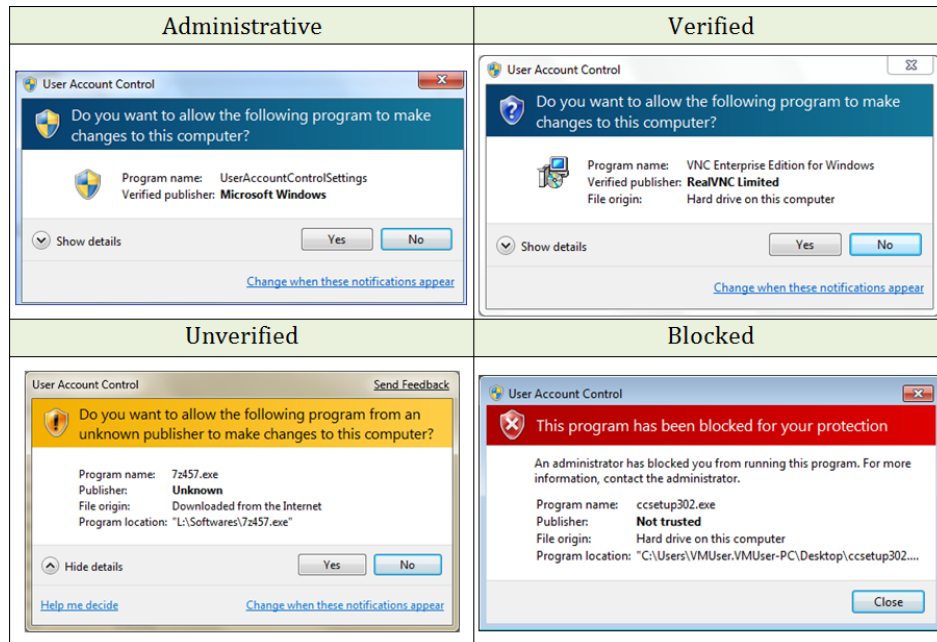 Administrative
User Account Control
Do you want to allow the following program to make
changes to this computer?
Program name: UserAccountControlSettings
Verified publisher: Microsoft Windows
Show details
Yes
No
Change when these notifications appear
Verified
User Account Control
Do you want to allow the following program to make
changes to this computer?
Program name: VNC Enterprise Edition for Windows
Verified publisher: RealVNC Limited
File origin: Hard drive on this computer
Show details
Yes
No
Change when these notifications appear
Unverified
User Account Control
Send Feedback
Do you want to allow the following program from an
unknown publisher to make changes to this computer?
Program name: 7z457.exe
Publisher: Unknown
File origin: Downloaded from the Internet
Program location: "L:\Softwares\7z457.exe"
Hide details
Yes
No
Help me decide
Change when these notifications appear
Blocked
User Account Control
This program has been blocked for your protection
An administrator has blocked you from running this program. For more
information, contact the administrator.
Program name: ccsetup302.exe
Publisher: Not trusted
File origin: Hard drive on this computer
Program location: "C:\Users\VMUser.VMUser-PC\Desktop\ccsetup302....
Close